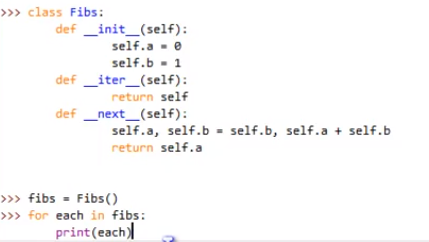 >>> class Fibs:
        def __init__(self):
                self.a = 0
                self.b = 1
        def __iter__(self):
                return self
        def __next__(self):
                self.a, self.b = self.b, self.a + self.b
                return self.a
>>> fibs = Fibs()
>>> for each in fibs:
        print(each)